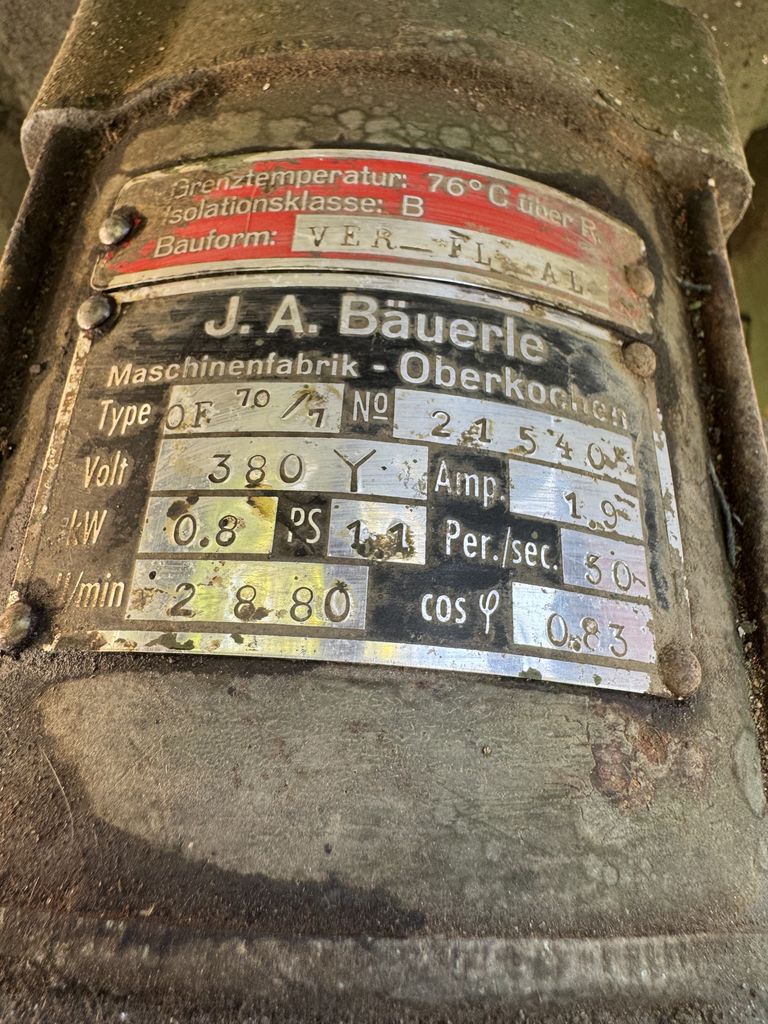 Grenztemperatur: 76° C über R.
Isolationsklasse: B
Bauform: VER_FL_AL
J. A. Bäuerle
Maschinenfabrik - Oberkochen
Type OF 70/7 № 21540
Volt 380 Y Amp. 1.9
kW 0.8 PS 1.1 Per./sec. 50
U/min 2880 cos φ 0.83